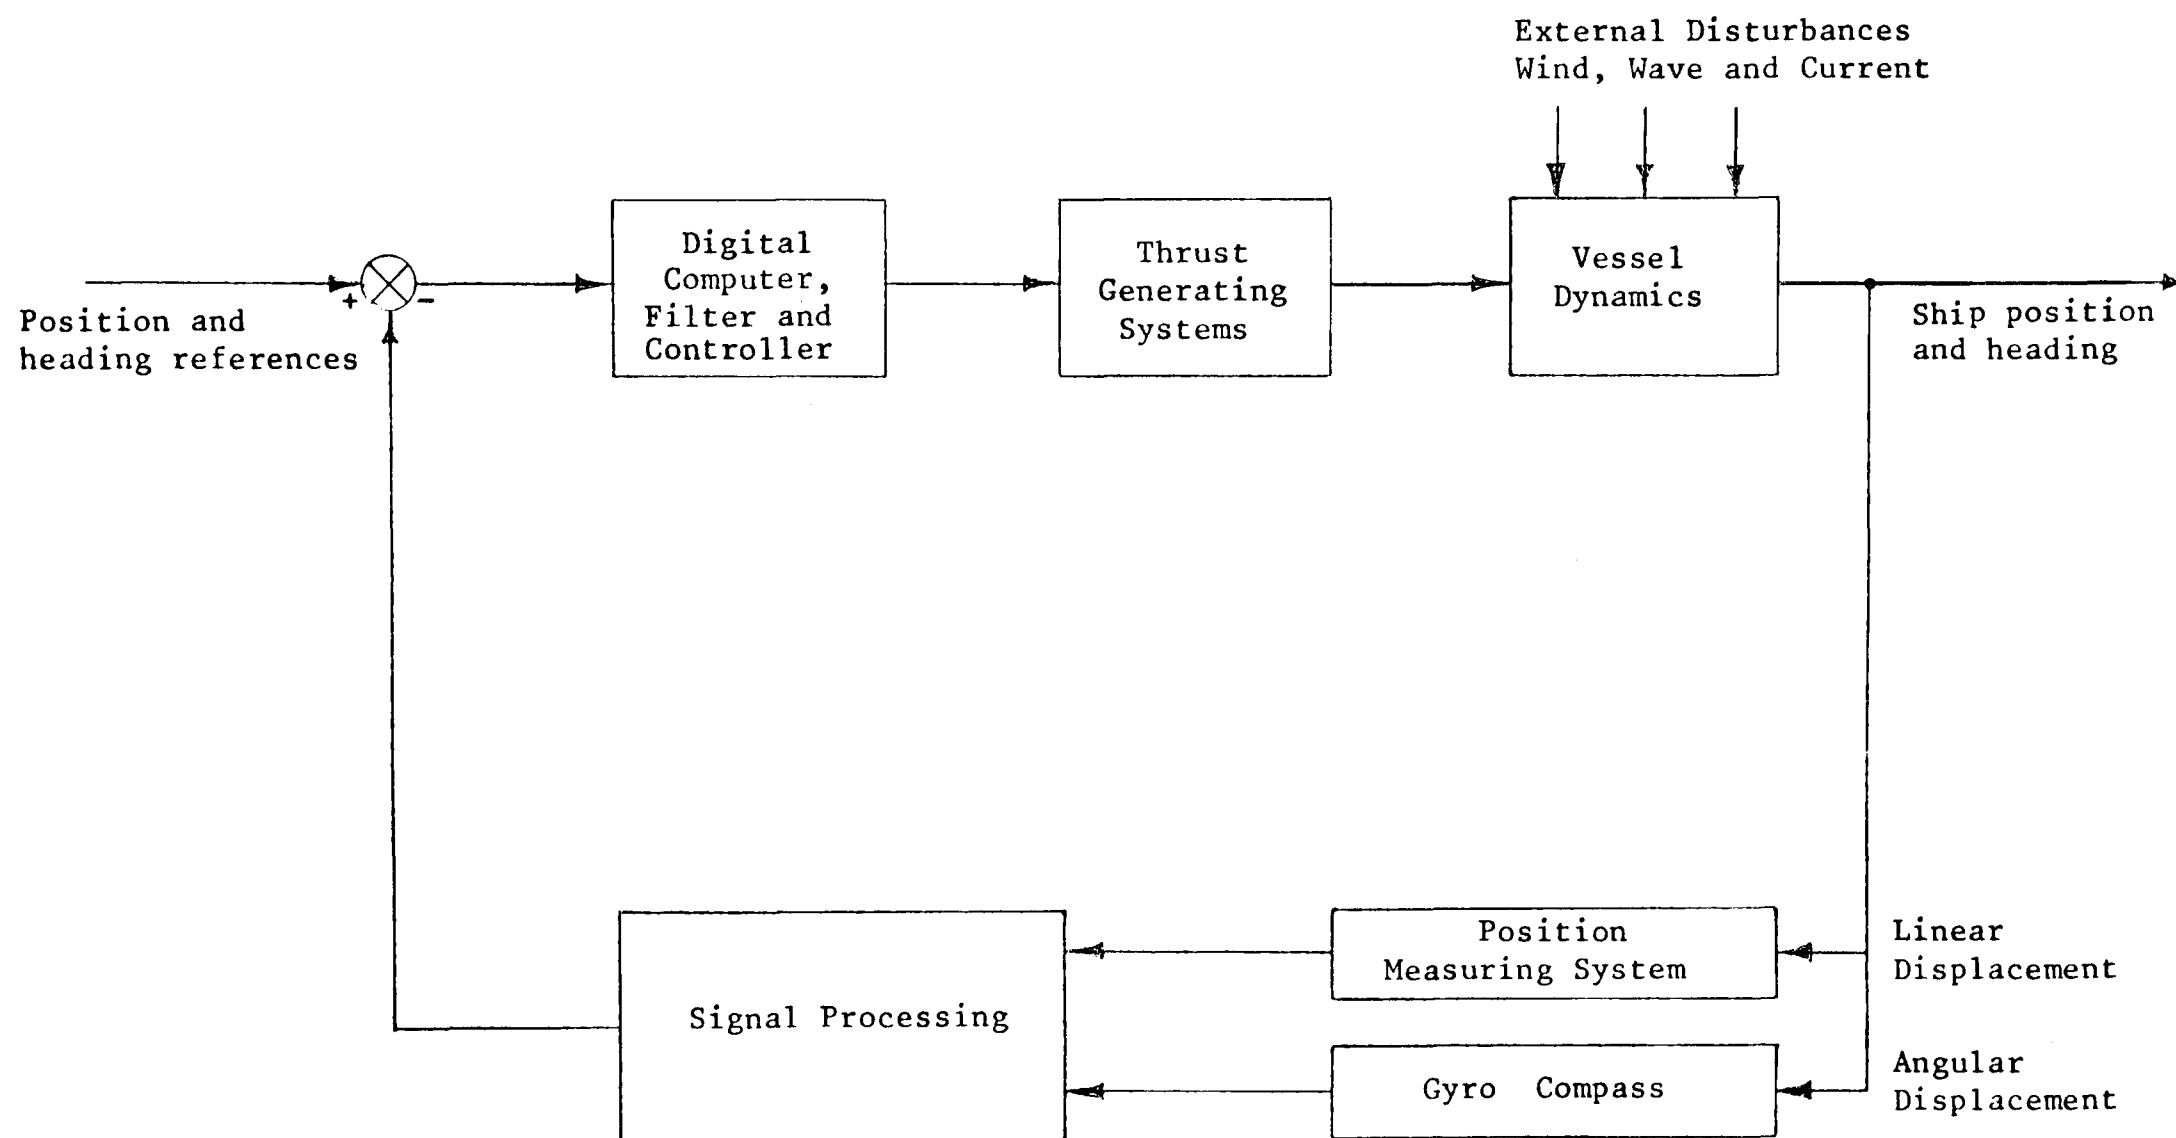 External Disturbances
Wind, Wave and Current
Digital
Computer,
Filter and
Controller
Thrust
Generating
Systems
Vessel
Dynamics
+
-
Position and
heading references
Ship position
and heading
Signal Processing
Position
Measuring System
Linear
Displacement
Gyro Compass
Angular
Displacement